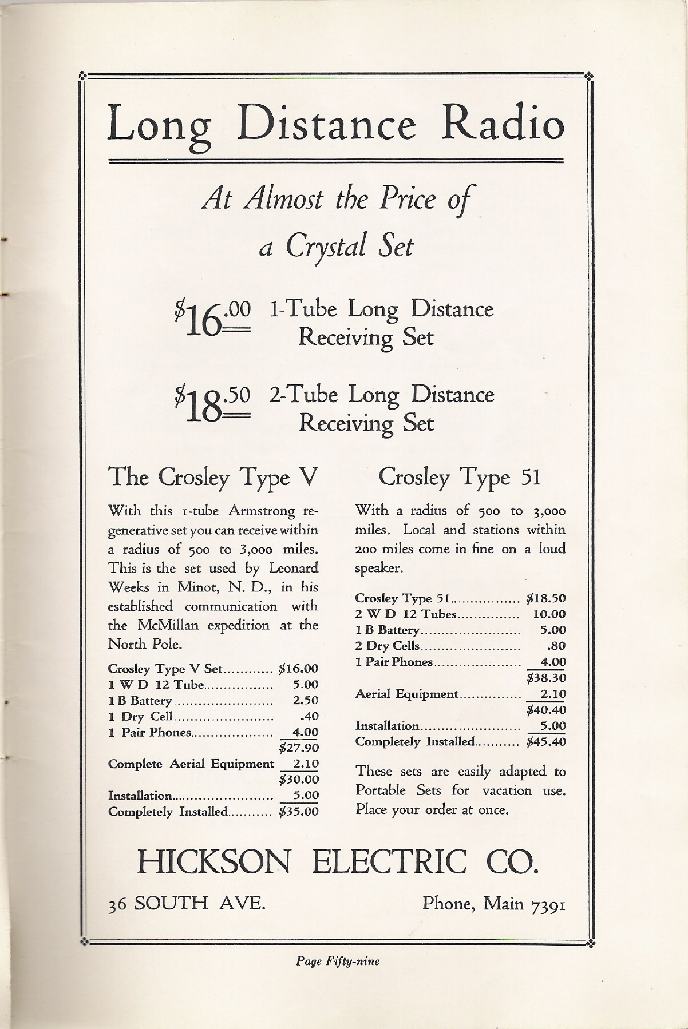 Long Distance Radio
At Almost the Price of
a Crystal Set
$16.00 1-Tube Long Distance
Receiving Set
$18.50 2-Tube Long Distance
Receiving Set
The Crosley Type V
With this 1-tube Armstrong re-
generative set you can receive within
a radius of 500 to 3,000 miles.
This is the set used by Leonard
Weeks in Minot, N. D., in his
established communication with
the McMillan expedition at the
North Pole.
Crosley Type V Set............ $16.00
1 W D 12 Tube................. 5.00
1 B Battery........................ 2.50
1 Dry Cell......................... .40
1 Pair Phones.................... 4.00
$27.90
Complete Aerial Equipment 2.10
$30.00
Installation......................... 5.00
Completely Installed........... $35.00
Crosley Type 51
With a radius of 500 to 3,000
miles. Local and stations within
200 miles come in fine on a loud
speaker.
Crosley Type 51................. $18.50
2 W D 12 Tubes............... 10.00
1 B Battery........................ 5.00
2 Dry Cells........................ .80
1 Pair Phones..................... 4.00
$38.30
Aerial Equipment............... 2.10
$40.40
Installation........................ 5.00
Completely Installed.......... $45.40
These sets are easily adapted to
Portable Sets for vacation use.
Place your order at once.
HICKSON ELECTRIC CO.
36 SOUTH AVE. Phone, Main 7391
Page Fifty-nine